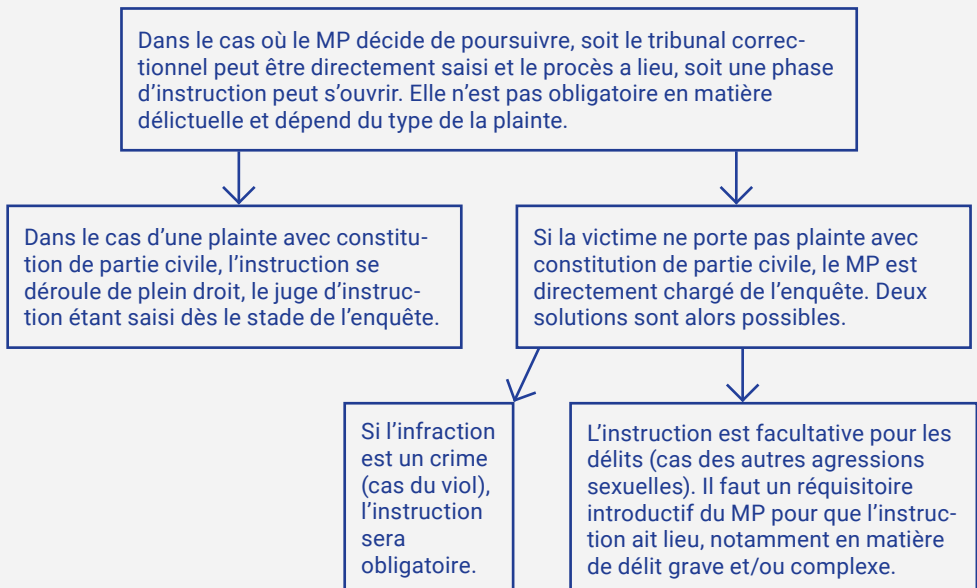 Dans le cas où le MP décide de poursuivre, soit le tribunal correc-
tionnel peut être directement saisi et le procès a lieu, soit une phase
d’instruction peut s’ouvrir. Elle n’est pas obligatoire en matière
délictuelle et dépend du type de la plainte.
Dans le cas d’une plainte avec constitu-
tion de partie civile, l’instruction se
déroule de plein droit, le juge d’instruc-
tion étant saisi dès le stade de l’enquête.
Si la victime ne porte pas plainte avec
constitution de partie civile, le MP est
directement chargé de l’enquête. Deux
solutions sont alors possibles.
Si l’infraction
est un crime
(cas du viol),
l’instruction
sera
obligatoire.
L’instruction est facultative pour les
délits (cas des autres agressions
sexuelles). Il faut un réquisitoire
introductif du MP pour que l’instruc-
tion ait lieu, notamment en matière
de délit grave et/ou complexe.